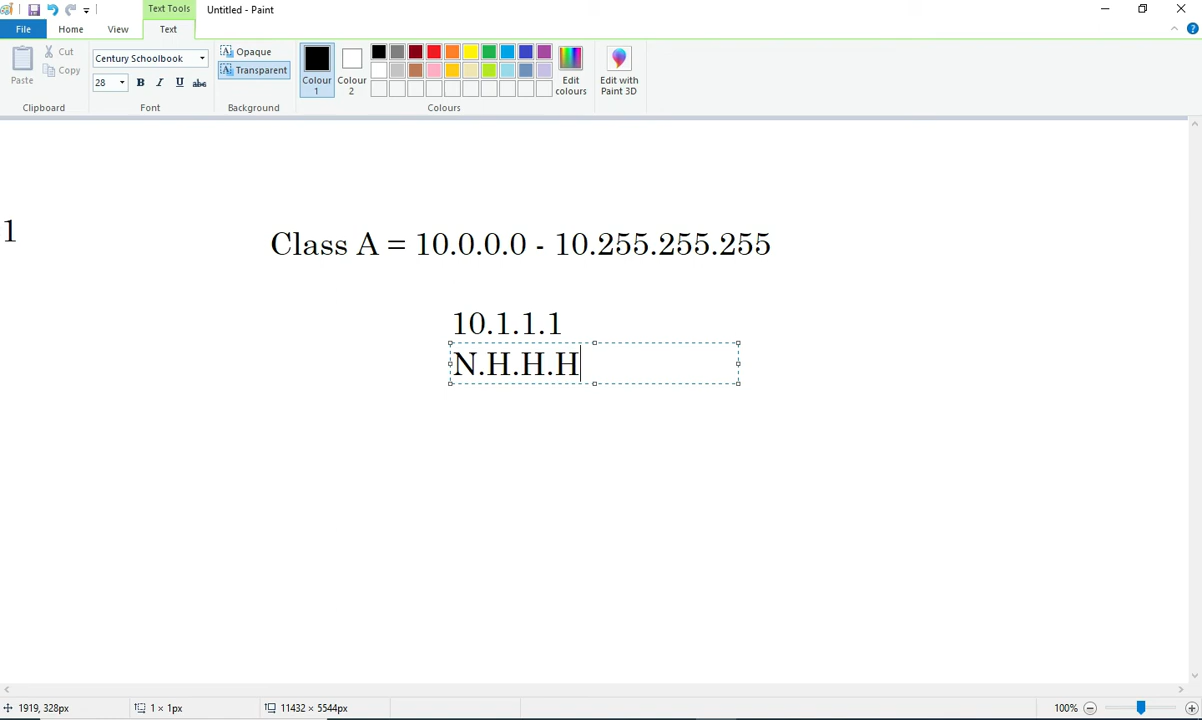 Text Tools
Untitled - Paint
File
Home
View
Text
Paste
Cut
Copy
Clipboard
Century Schoolbook
28
B I U abc
Font
Opaque
Transparent
Background
Colour 1
Colour 2
Edit colours
Colours
Edit with Paint 3D
1
Class A = 10.0.0.0 - 10.255.255.255
10.1.1.1
N.H.H.H
1919, 328px
1 × 1px
11432 × 5544px
100%